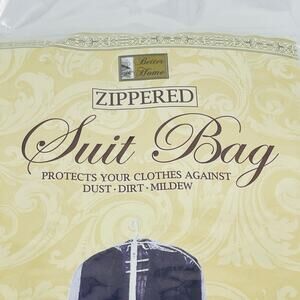 Better
Home
ZIPPERED
Suit Bag
PROTECTS YOUR CLOTHES AGAINST
DUST · DIRT · MILDEW